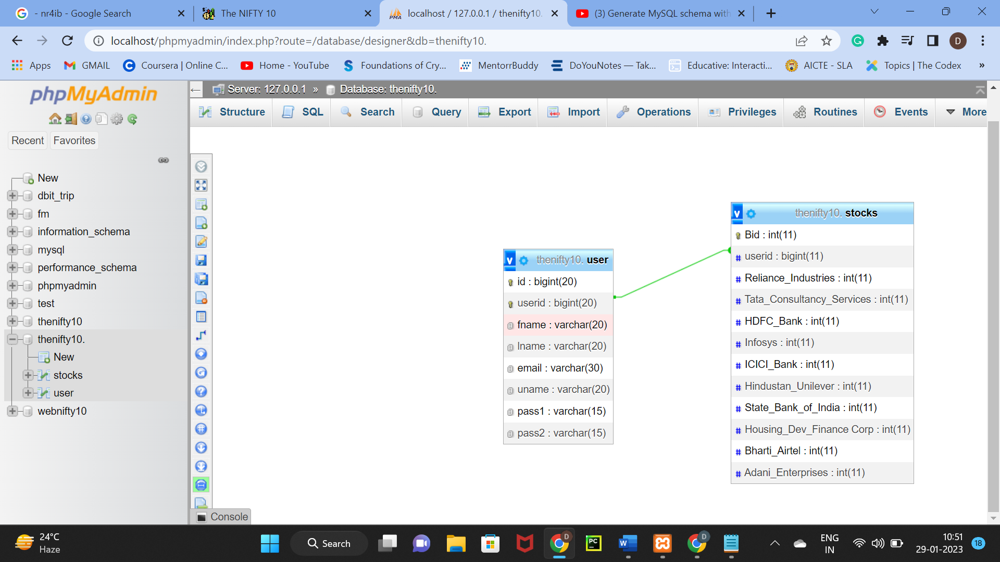 - nr4ib - Google Search
The NIFTY 10
localhost / 127.0.0.1 / thenifty10.
(3) Generate MySQL schema with
localhost/phpmyadmin/index.php?route=/database/designer&db=thenifty10.
D
Apps
GMAIL
Coursera | Online C...
Home - YouTube
Foundations of Cry...
MentorrBuddy
DoYouNotes — Tak...
Educative: Interacti...
AICTE - SLA
Topics | The Codex
»
phpMyAdmin
Server: 127.0.0.1 » Database: thenifty10.
Structure
SQL
Search
Query
Export
Import
Operations
Privileges
Routines
Events
More
Recent
Favorites
New
dbit_trip
fm
information_schema
mysql
performance_schema
phpmyadmin
test
thenifty10
thenifty10.
New
stocks
user
webnifty10
v thenifty10. user
id : bigint(20)
userid : bigint(20)
fname : varchar(20)
lname : varchar(20)
email : varchar(30)
uname : varchar(20)
pass1 : varchar(15)
pass2 : varchar(15)
v thenifty10. stocks
Bid : int(11)
# userid : bigint(11)
# Reliance_Industries : int(11)
# Tata_Consultancy_Services : int(11)
# HDFC_Bank : int(11)
# Infosys : int(11)
# ICICI_Bank : int(11)
# Hindustan_Unilever : int(11)
# State_Bank_of_India : int(11)
# Housing_Dev_Finance Corp : int(11)
# Bharti_Airtel : int(11)
# Adani_Enterprises : int(11)
Console
24°C
Haze
Search
PC
W
D
D
ENG
IN
10:51
29-01-2023
18